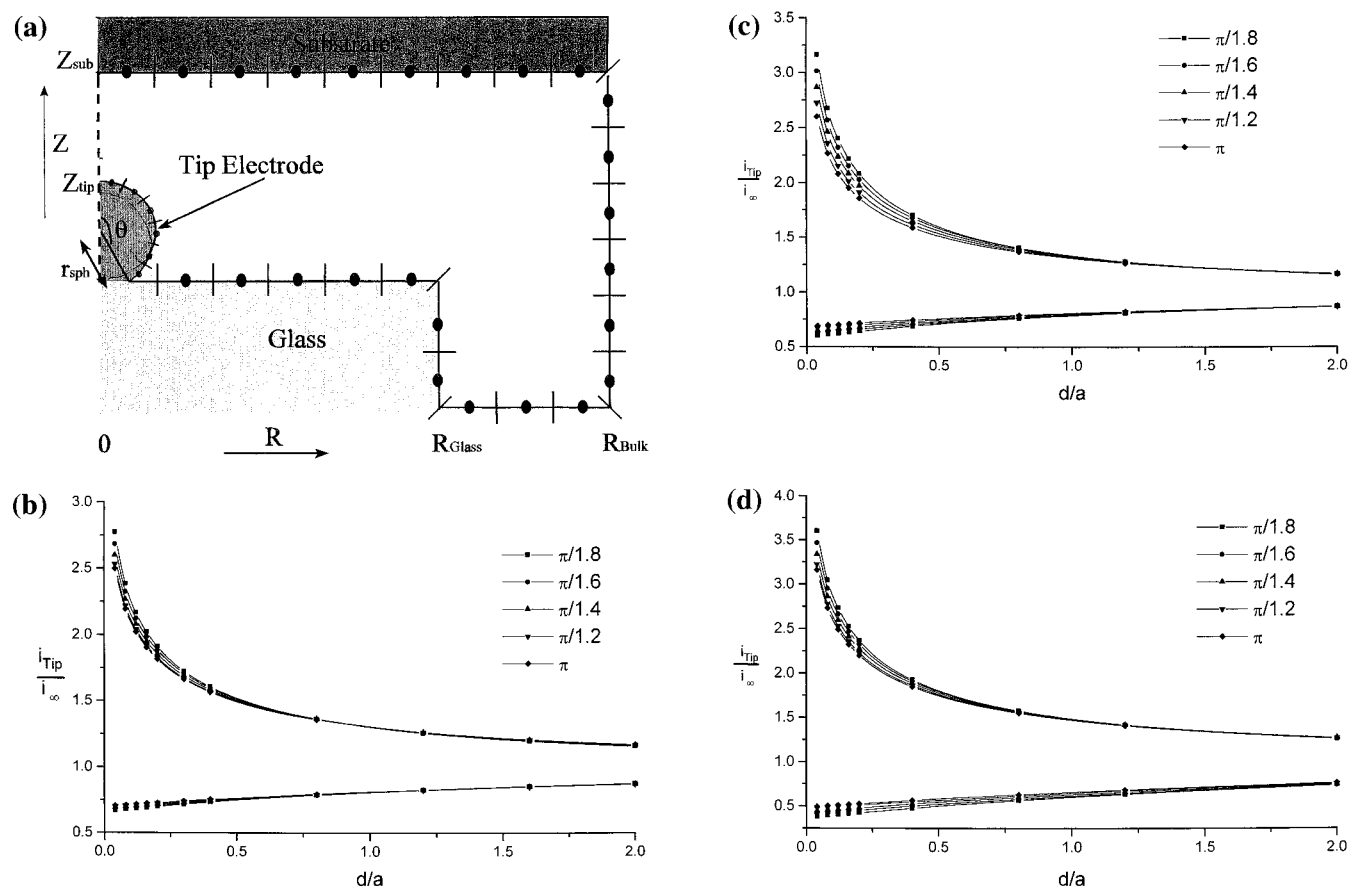 (a)
Substrate
Zsub
Z
Ztip
Tip Electrode
θ
rsph
Glass
0
R
RGlass
RBulk
(b)
3.0
2.5
2.0
1.5
1.0
0.5
iTip
i∞
π/1.8
π/1.6
π/1.4
π/1.2
π
0.0
0.5
1.0
1.5
2.0
d/a
(c)
3.5
3.0
2.5
2.0
1.5
1.0
0.5
iTip
i∞
π/1.8
π/1.6
π/1.4
π/1.2
π
0.0
0.5
1.0
1.5
2.0
d/a
(d)
4.0
3.5
3.0
2.5
2.0
1.5
1.0
0.5
iTip
i∞
π/1.8
π/1.6
π/1.4
π/1.2
π
0.0
0.5
1.0
1.5
2.0
d/a